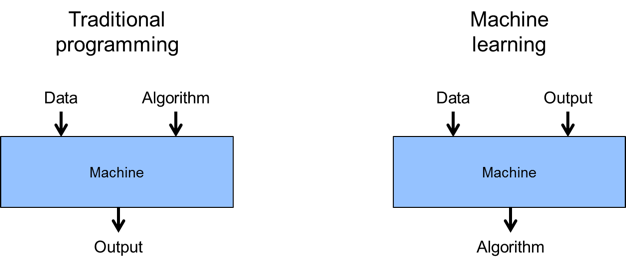 Traditional
programming
Data
Algorithm
Machine
Output
Machine
learning
Data
Output
Machine
Algorithm